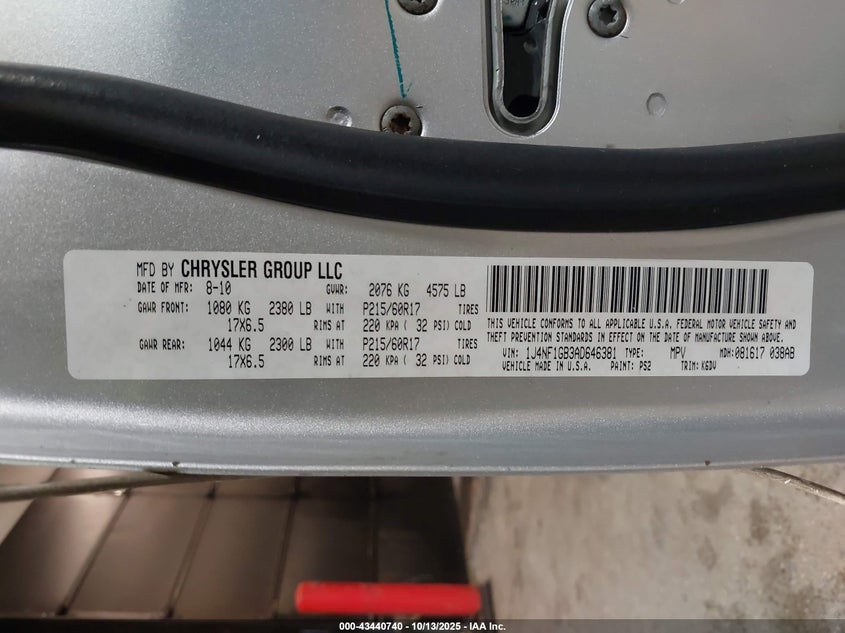 MFD BY CHRYSLER GROUP LLC
DATE OF MFR: 8-10 GVWR: 2076 KG 4575 LB
GAWR FRONT: 1080 KG 2380 LB WITH P215/60R17 TIRES
17X6.5 RIMS AT 220 KPA ( 32 PSI) COLD
GAWR REAR: 1044 KG 2300 LB WITH P215/60R17 TIRES
17X6.5 RIMS AT 220 KPA ( 32 PSI) COLD
THIS VEHICLE CONFORMS TO ALL APPLICABLE U.S.A. FEDERAL MOTOR VEHICLE SAFETY AND
THEFT PREVENTION STANDARDS IN EFFECT ON THE DATE OF MANUFACTURE SHOWN ABOVE.
VIN: 1J4NF1GB3AD646381 TYPE: MPV MDH: 081617 038AB
VEHICLE MADE IN U.S.A. PAINT: PS2 TRIM: K6DV
000-43440740 - 10/13/2025 - IAA Inc.